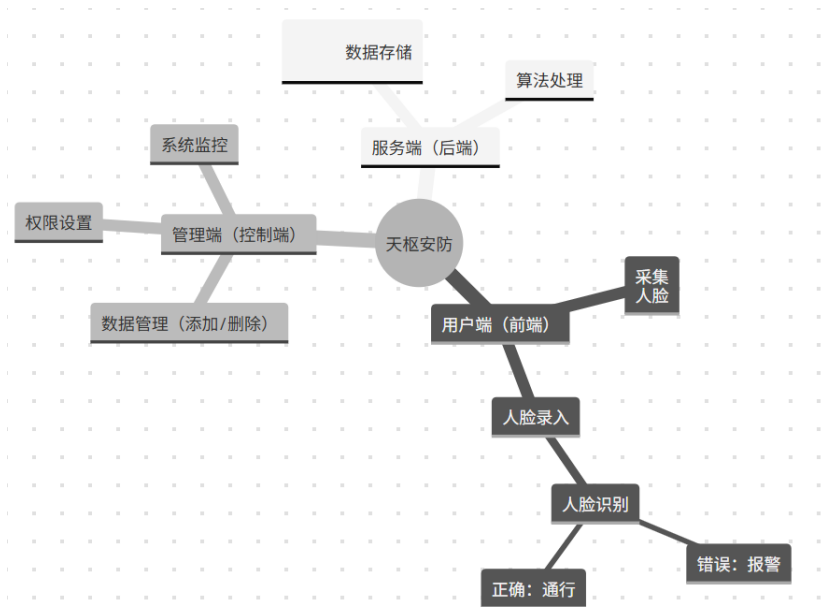 数据存储
算法处理
服务端（后端）
系统监控
权限设置
管理端（控制端）
天枢安防
数据管理（添加/删除）
采集
人脸
用户端（前端）
人脸录入
人脸识别
错误：报警
正确：通行